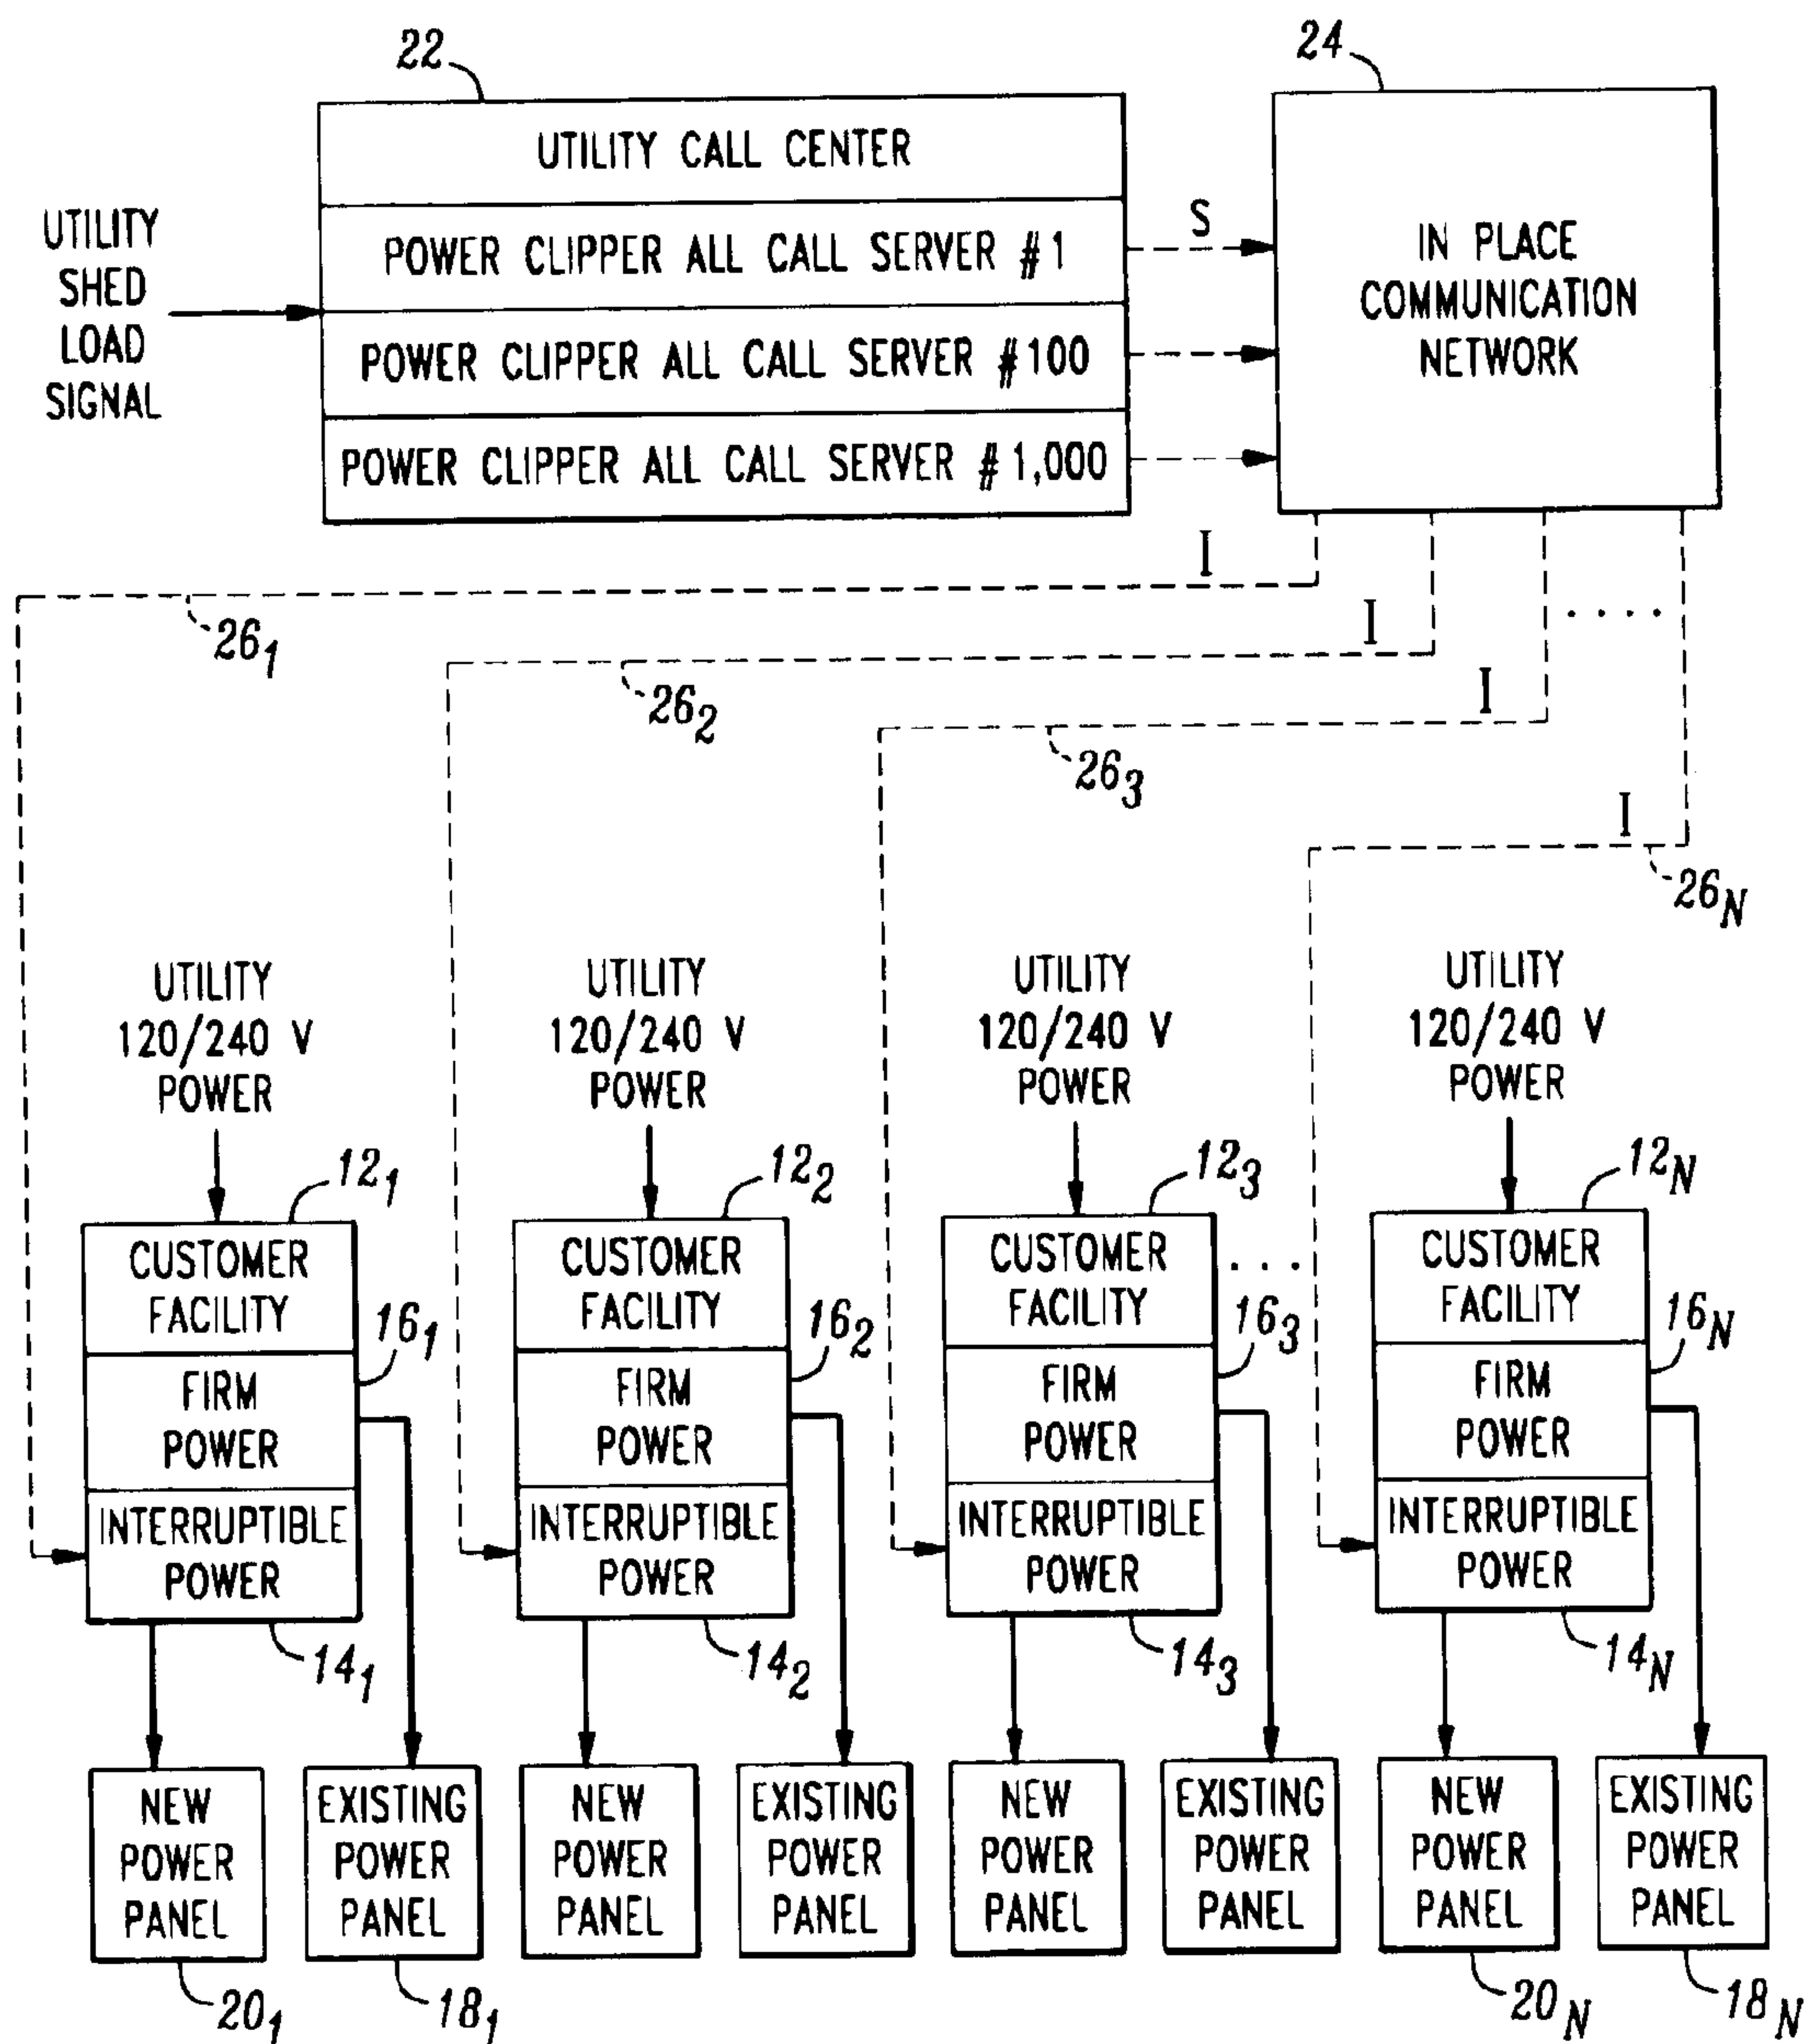 22
24
UTILITY CALL CENTER
POWER CLIPPER ALL CALL SERVER #1
POWER CLIPPER ALL CALL SERVER #100
POWER CLIPPER ALL CALL SERVER #1,000
UTILITY
SHED
LOAD
SIGNAL
S
IN PLACE
COMMUNICATION
NETWORK
I
I
I
I
....
26₁
26₂
26₃
26N
UTILITY
120/240 V
POWER
UTILITY
120/240 V
POWER
UTILITY
120/240 V
POWER
UTILITY
120/240 V
POWER
12₁
12₂
12₃
12N
CUSTOMER
FACILITY
FIRM
POWER
INTERRUPTIBLE
POWER
16₁
14₁
CUSTOMER
FACILITY
FIRM
POWER
INTERRUPTIBLE
POWER
16₂
14₂
CUSTOMER
FACILITY
FIRM
POWER
INTERRUPTIBLE
POWER
...
16₃
14₃
CUSTOMER
FACILITY
FIRM
POWER
INTERRUPTIBLE
POWER
16N
14N
NEW
POWER
PANEL
EXISTING
POWER
PANEL
NEW
POWER
PANEL
EXISTING
POWER
PANEL
NEW
POWER
PANEL
EXISTING
POWER
PANEL
NEW
POWER
PANEL
EXISTING
POWER
PANEL
20₁
18₁
20N
18N